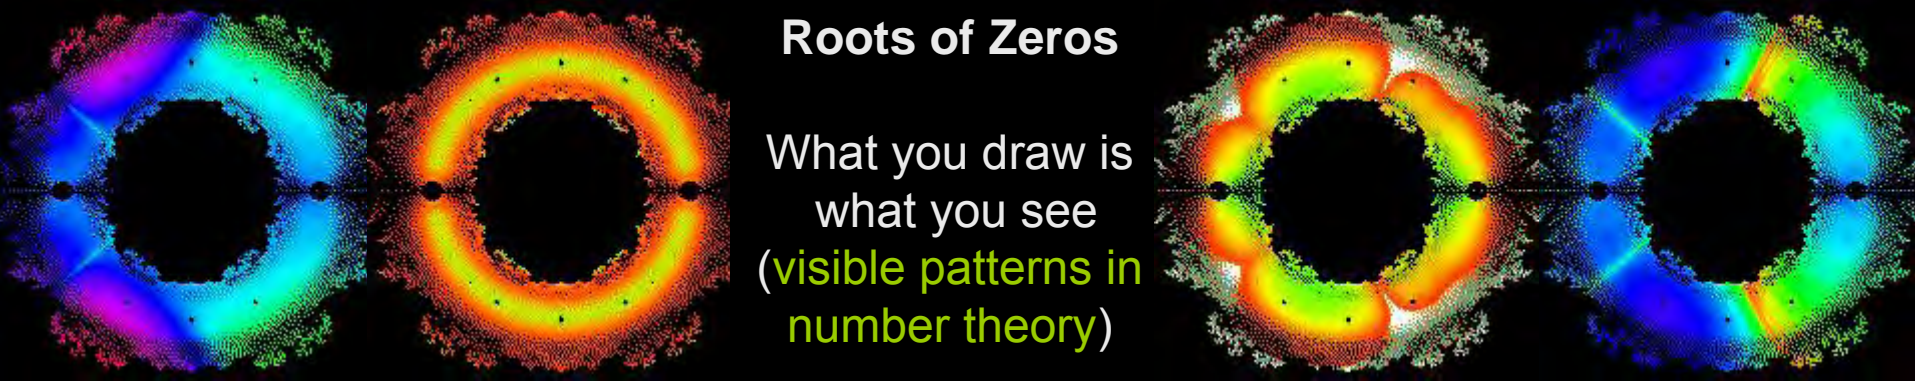 Roots of Zeros
What you draw is
what you see
(visible patterns in
number theory)